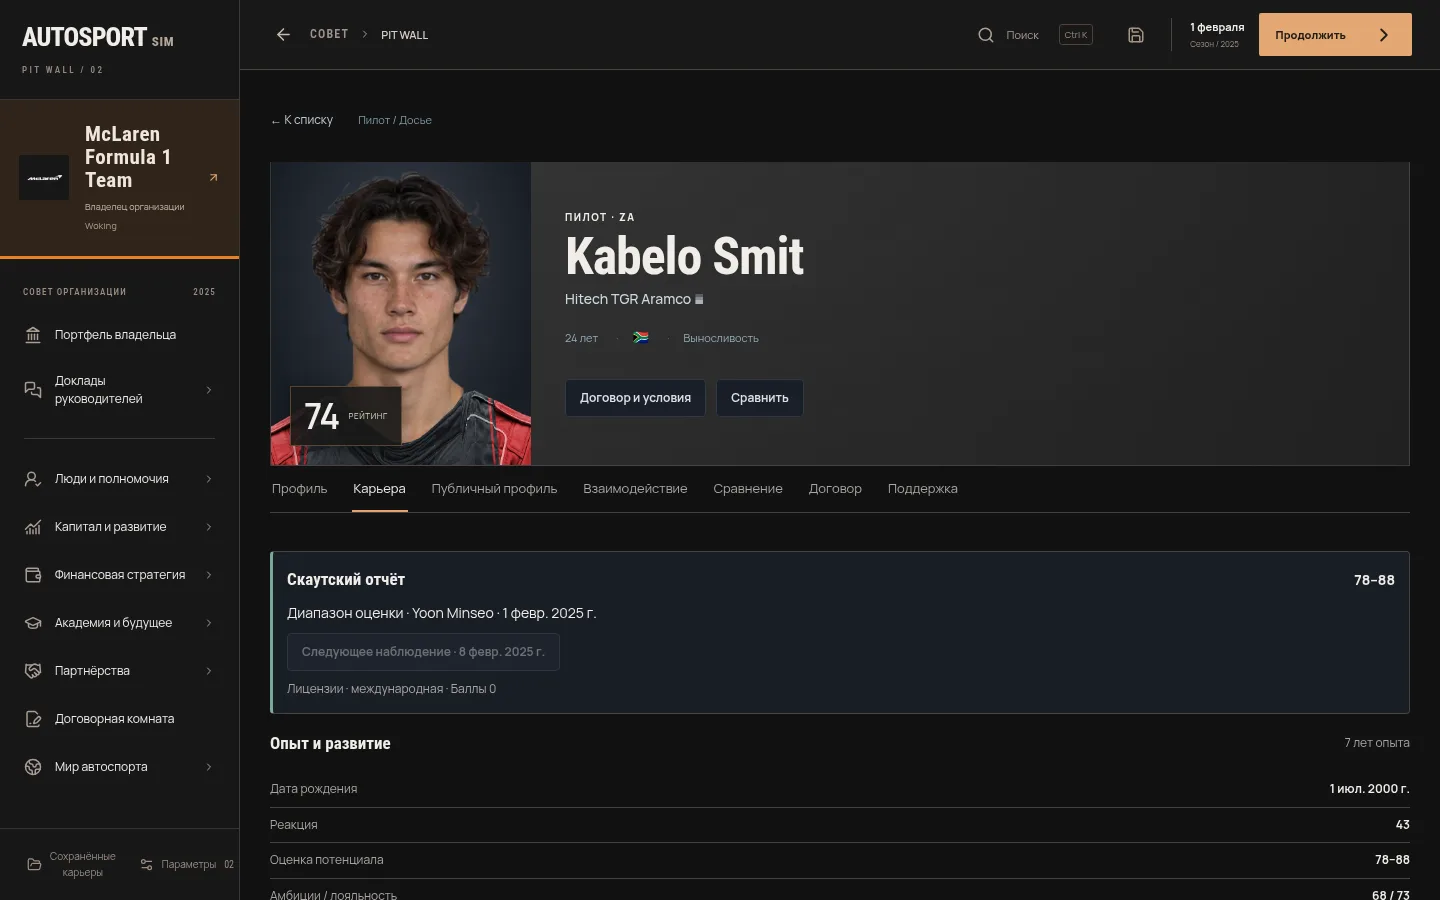 AUTOSPORT SIM
PIT WALL / 02
McLaren
McLaren
Formula 1
Team
Владелец организации
Woking
СОВЕТ ОРГАНИЗАЦИИ 2025
Портфель владельца
Доклады
руководителей
Люди и полномочия
Капитал и развитие
Финансовая стратегия
Академия и будущее
Партнёрства
Договорная комната
Мир автоспорта
Сохранённые
карьеры
Параметры 02
СОВЕТ PIT WALL
Поиск Ctrl K
1 февраля
Сезон / 2025
Продолжить
← К списку Пилот / Досье
74 РЕЙТИНГ
ПИЛОТ · ZA
Kabelo Smit
Hitech TGR Aramco
24 лет · · Выносливость
Договор и условия Сравнить
Профиль Карьера Публичный профиль Взаимодействие Сравнение Договор Поддержка
Скаутский отчёт 78–88
Диапазон оценки · Yoon Minseo · 1 февр. 2025 г.
Следующее наблюдение · 8 февр. 2025 г.
Лицензии · международная · Баллы 0
Опыт и развитие 7 лет опыта
Дата рождения 1 июл. 2000 г.
Реакция 43
Оценка потенциала 78–88
Амбиции / лояльность 68 / 73